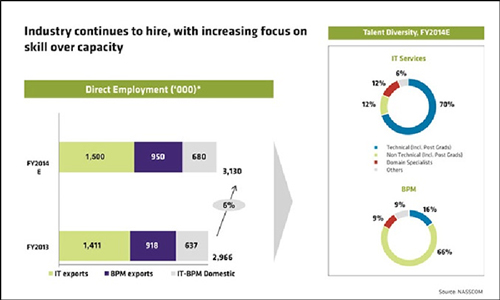 Industry continues to hire, with increasing focus on
skill over capacity
Direct Employment ('000)*
FY2014
E
1,500
950
680
3,130
6%
FY2013
1,411
918
637
2,966
IT exports
BPM exports
IT-BPM Domestic
Talent Diversity, FY2014E
IT Services
6%
12%
12%
70%
Technical (Incl. Post Grads)
Non Technical (Incl. Post Grads)
Domain Specialists
Others
BPM
9%
16%
9%
66%
Source: NASSCOM